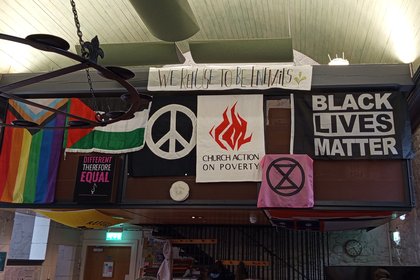 WE REFUSE TO BE ENEMIES
CHURCH ACTION
ON POVERTY
BLACK
LIVES
MATTER
DIFFERENT
THEREFORE
EQUAL